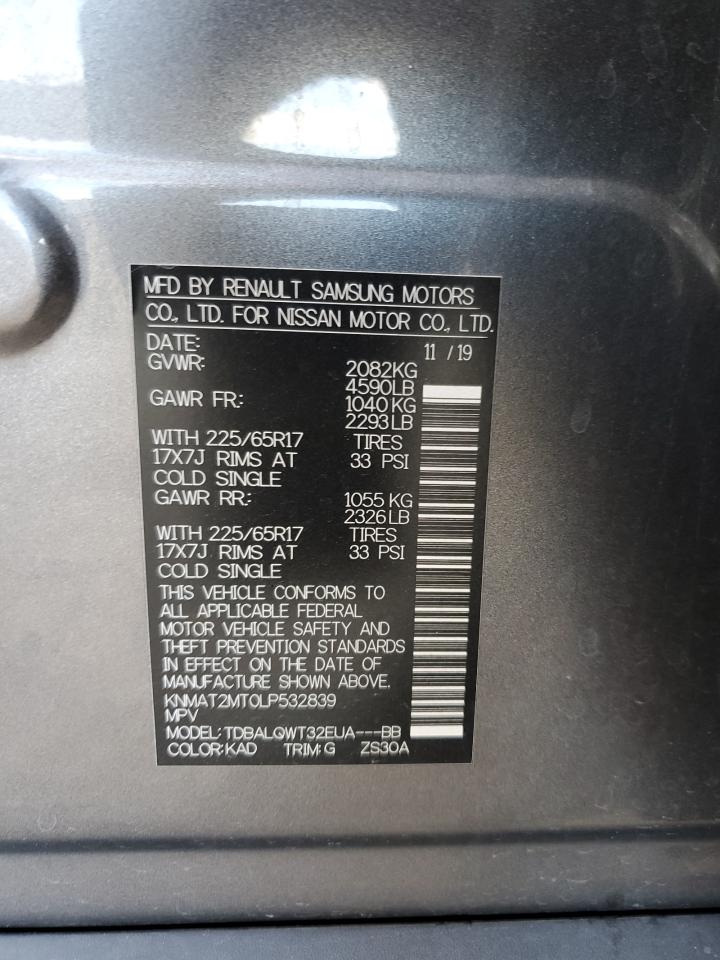 MFD BY RENAULT SAMSUNG MOTORS
CO., LTD. FOR NISSAN MOTOR CO., LTD.
DATE: 11 / 19
GVWR: 2082KG
4590LB
GAWR FR: 1040KG
2293LB
WITH 225/65R17 TIRES
17X7J RIMS AT 33 PSI
COLD SINGLE
GAWR RR: 1055KG
2326LB
WITH 225/65R17 TIRES
17X7J RIMS AT 33 PSI
COLD SINGLE
THIS VEHICLE CONFORMS TO
ALL APPLICABLE FEDERAL
MOTOR VEHICLE SAFETY AND
THEFT PREVENTION STANDARDS
IN EFFECT ON THE DATE OF
MANUFACTURE SHOWN ABOVE.
KNMAT2MT0LP532839
MPV
MODEL:TDBALQWT32EUA---BB
COLOR:KAD TRIM:G ZS30A